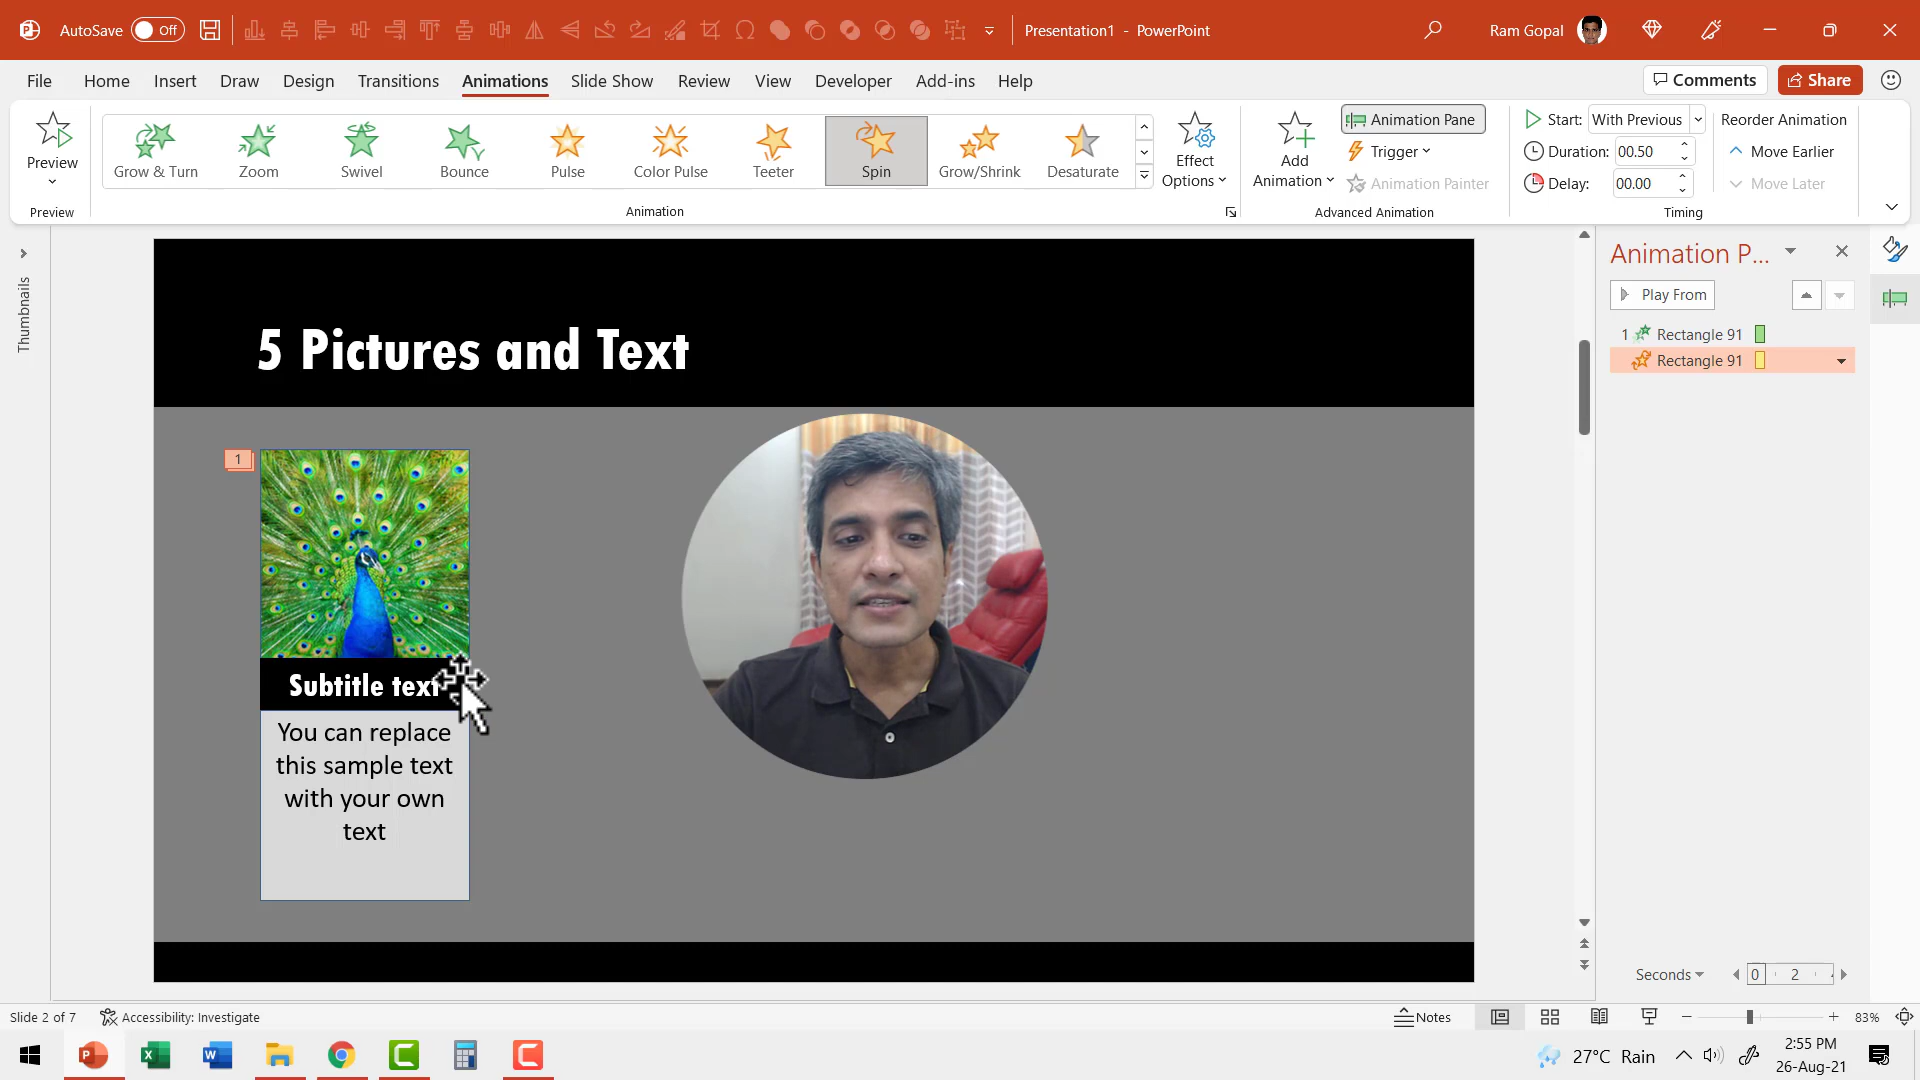 AutoSave Off
Presentation1 - PowerPoint
Ram Gopal
File Home Insert Draw Design Transitions Animations Slide Show Review View Developer Add-ins Help
Comments Share
Preview
Grow & Turn Zoom Swivel Bounce Pulse Color Pulse Teeter Spin Grow/Shrink Desaturate
Effect
Options
Add
Animation
Animation Pane
Trigger
Animation Painter
Start: With Previous
Duration: 00.50
Delay: 00.00
Reorder Animation
Move Earlier
Move Later
Preview
Animation
Advanced Animation
Timing
Thumbnails
5 Pictures and Text
1
Subtitle text
You can replace
this sample text
with your own
text
Animation P...
Play From
1 Rectangle 91
Rectangle 91
Seconds 0 2
Slide 2 of 7
Accessibility: Investigate
Notes
83%
27°C Rain
2:55 PM
26-Aug-21